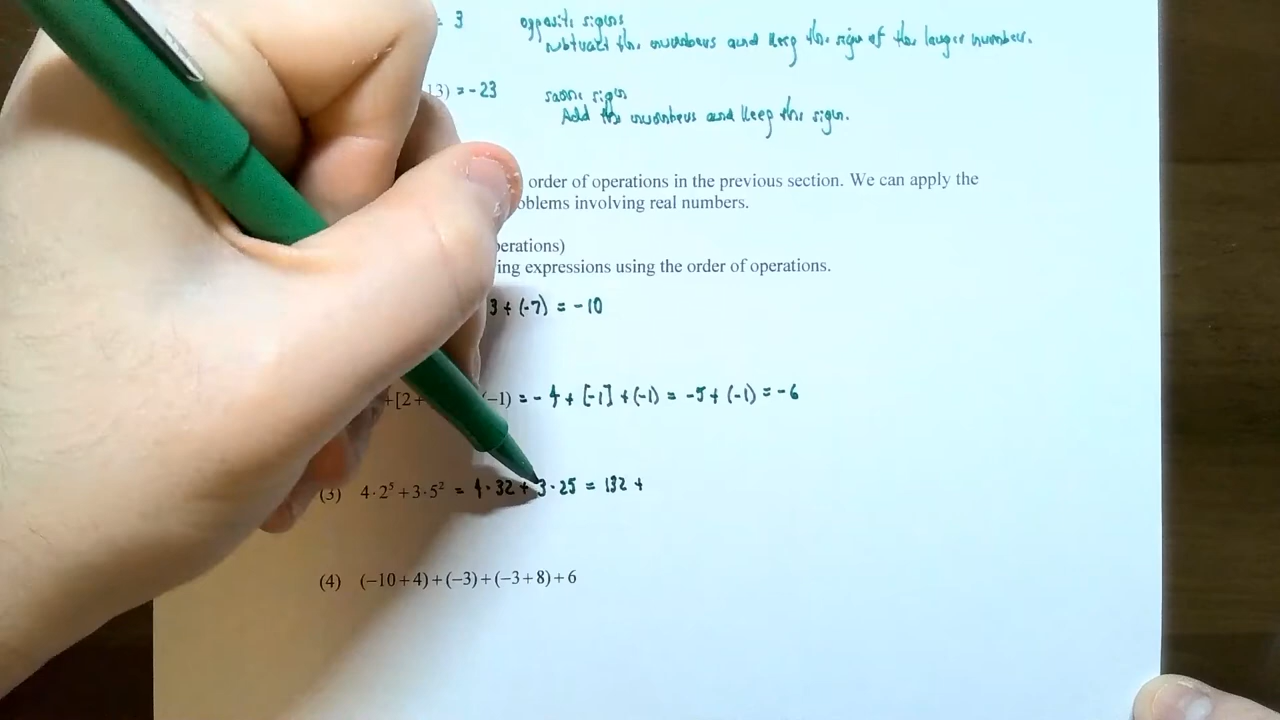 = 3 opposite signs
subtract the numbers and keep the sign of the larger number.
13) = -23 same sign
Add the numbers and keep the sign.
order of operations in the previous section. We can apply the
oblems involving real numbers.
erations)
ing expressions using the order of operations.
3 + (-7) = -10
+[2+ (-1) = -4 + [-1] + (-1) = -5 + (-1) = -6
(3) 4·2⁵ + 3·5² = 4·32 + 3·25 = 132 +
(4) (−10+4)+(−3)+(−3+8)+6